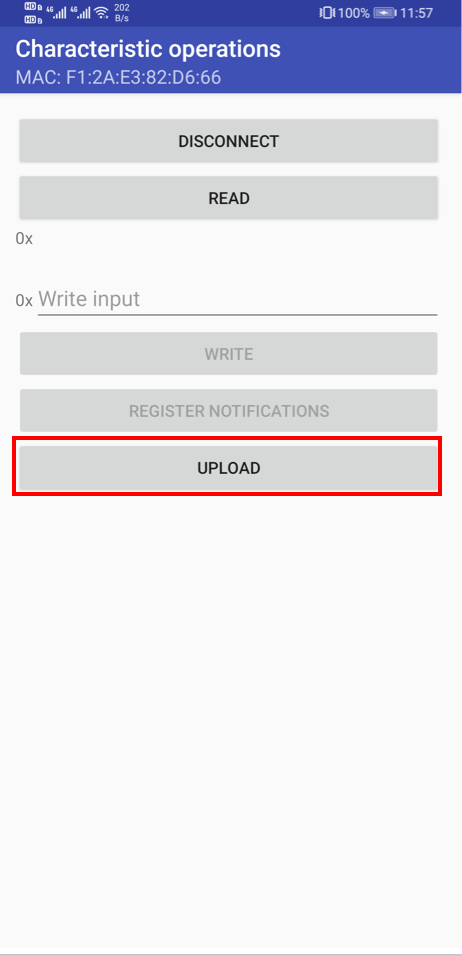 HD 4G 4G 202 100% 11:57
HD B/s
Characteristic operations
MAC: F1:2A:E3:82:D6:66
DISCONNECT
READ
0x
0x Write input
WRITE
REGISTER NOTIFICATIONS
UPLOAD